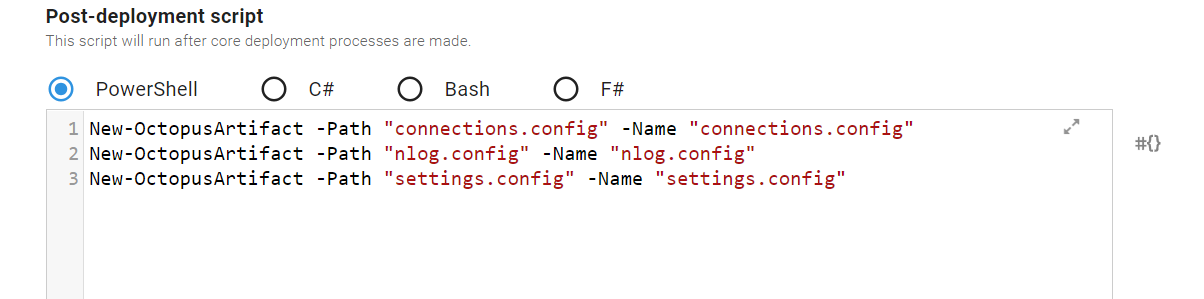 Post-deployment script
This script will run after core deployment processes are made.
PowerShell C# Bash F#
1 New-OctopusArtifact -Path "connections.config" -Name "connections.config"
#{}
2 New-OctopusArtifact -Path "nlog.config" -Name "nlog.config"
3 New-OctopusArtifact -Path "settings.config" -Name "settings.config"